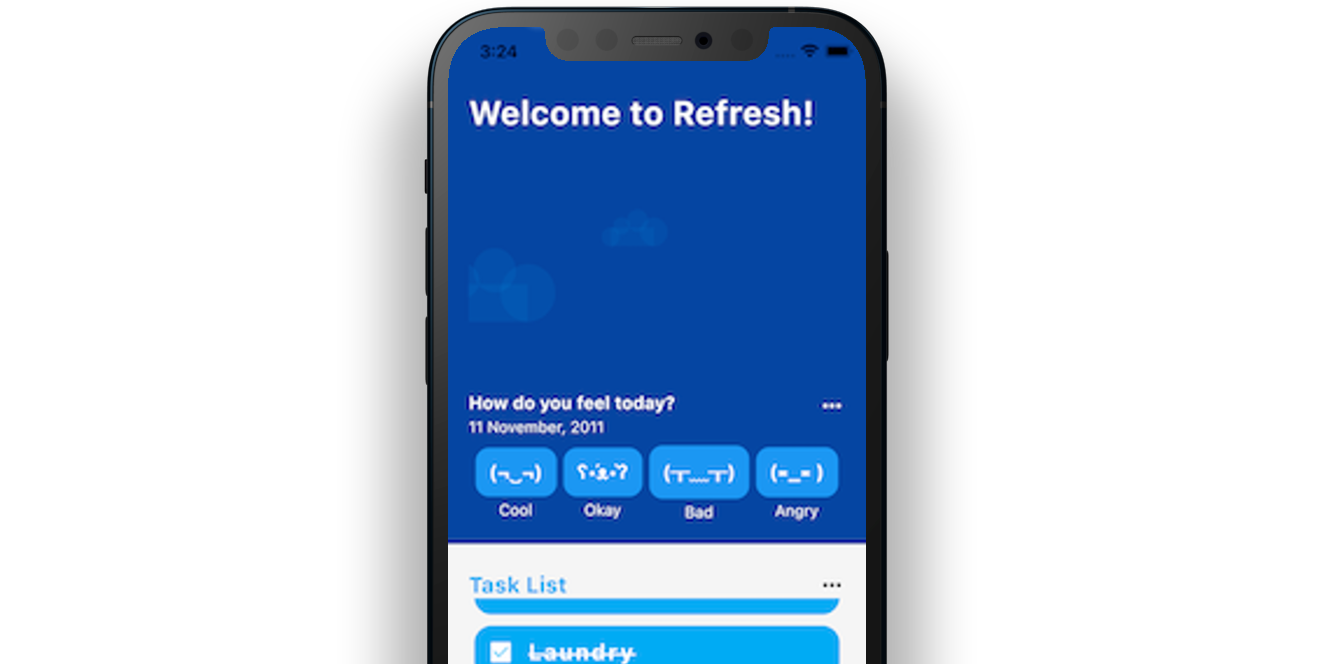 3:24
Welcome to Refresh!
How do you feel today?
11 November, 2011
(¬‿¬) ʕ•ᴥ•ʔ (┬﹏┬) (=_= )
Cool Okay Bad Angry
Task List
Laundry